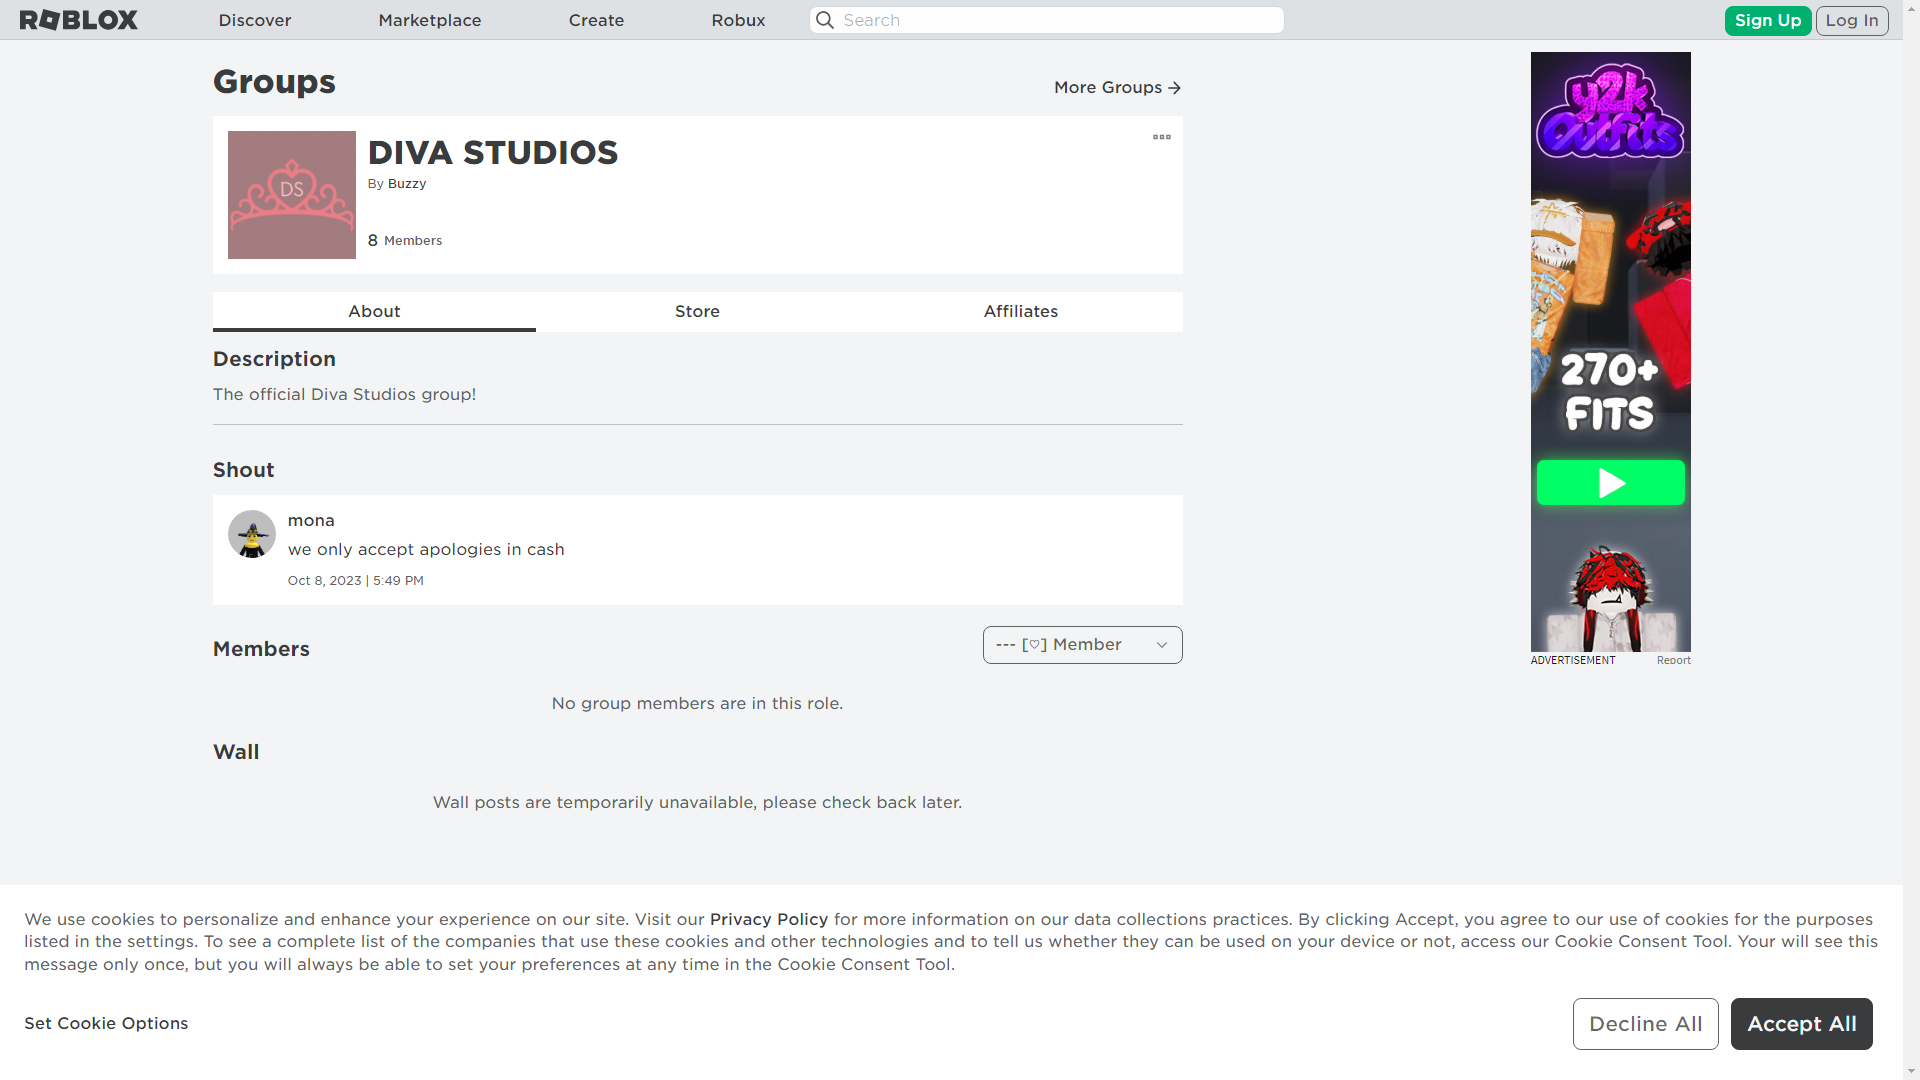 ROBLOX
Discover
Marketplace
Create
Robux
Search
Sign Up
Log In
Groups
More Groups
DS
DIVA STUDIOS
By Buzzy
8 Members
About
Store
Affiliates
Description
The official Diva Studios group!
Shout
mona
we only accept apologies in cash
Oct 8, 2023 | 5:49 PM
Members
--- [♡] Member
No group members are in this role.
Wall
Wall posts are temporarily unavailable, please check back later.
y2k
Outfits
270+
FITS
ADVERTISEMENT
Report
We use cookies to personalize and enhance your experience on our site. Visit our Privacy Policy for more information on our data collections practices. By clicking Accept, you agree to our use of cookies for the purposes
listed in the settings. To see a complete list of the companies that use these cookies and other technologies and to tell us whether they can be used on your device or not, access our Cookie Consent Tool. Your will see this
message only once, but you will always be able to set your preferences at any time in the Cookie Consent Tool.
Set Cookie Options
Decline All
Accept All